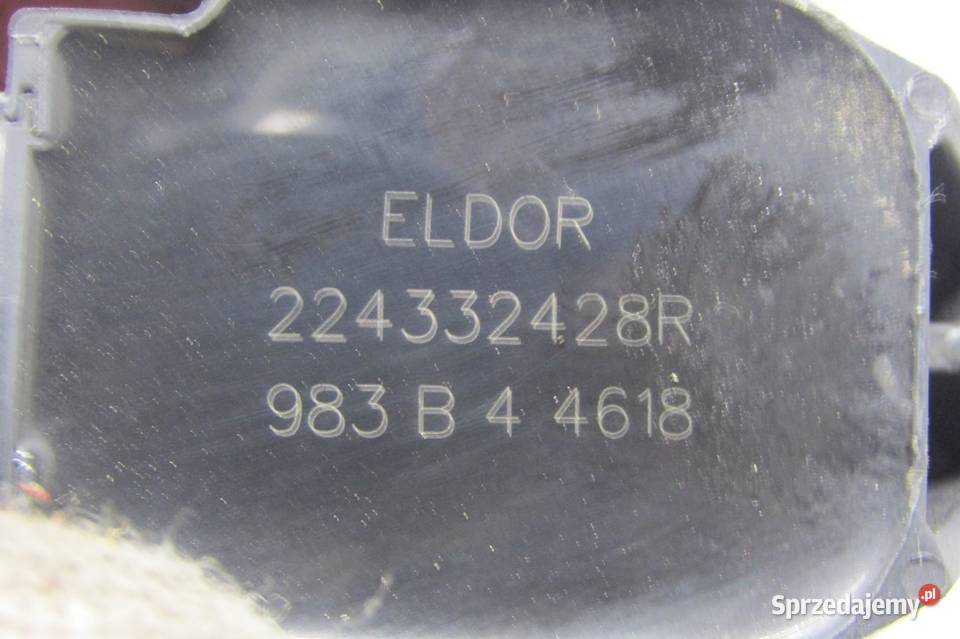 ELDOR
224332428R
983 B 4 4618
Sprzedajemy.pl